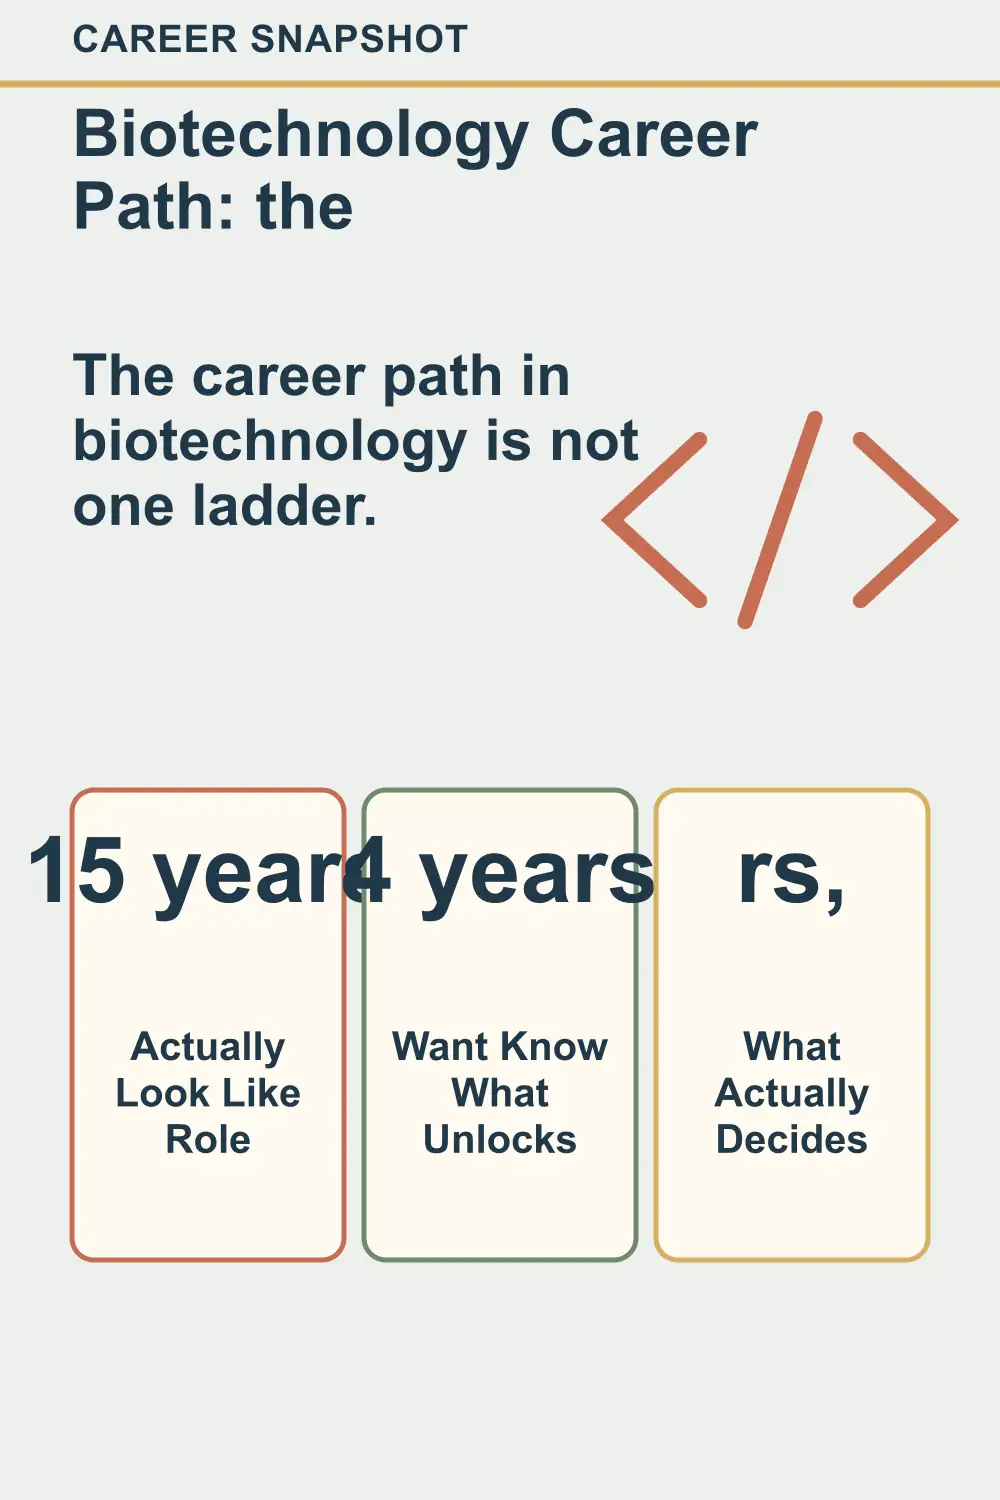 CAREER SNAPSHOT
Biotechnology Career
Path: the
The career path in
biotechnology is not
one ladder.
15 years
4 years
rs,
Actually
Look Like
Role
Want Know
What
Unlocks
What
Actually
Decides